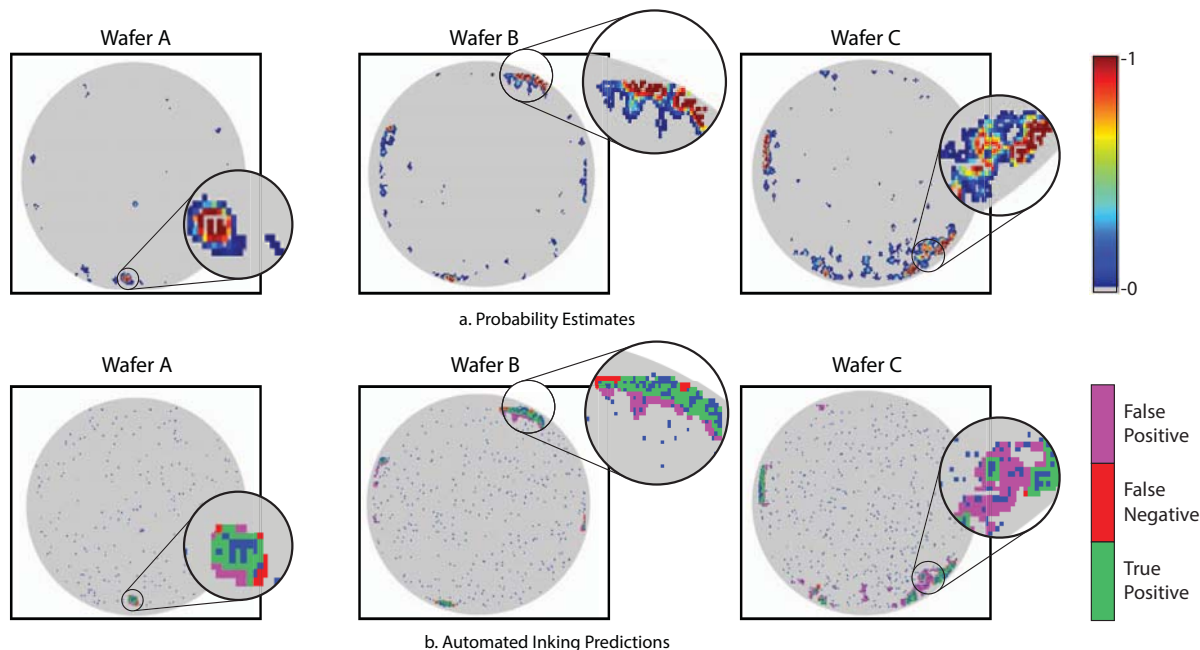 Wafer A
Wafer B
Wafer C
-1
-0
a. Probability Estimates
Wafer A
Wafer B
Wafer C
False
Positive
False
Negative
True
Positive
b. Automated Inking Predictions